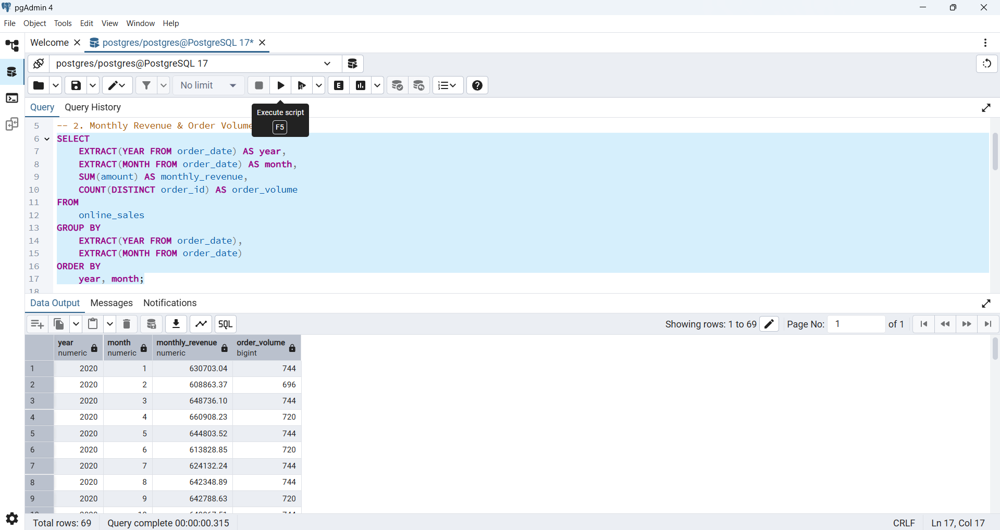 pgAdmin 4
File Object Tools Edit View Window Help
Welcome postgres/postgres@PostgreSQL 17*
postgres/postgres@PostgreSQL 17
No limit E
Query Query History
Execute script
F5
5 -- 2. Monthly Revenue & Order Volume
6 SELECT
7 EXTRACT(YEAR FROM order_date) AS year,
8 EXTRACT(MONTH FROM order_date) AS month,
9 SUM(amount) AS monthly_revenue,
10 COUNT(DISTINCT order_id) AS order_volume
11 FROM
12 online_sales
13 GROUP BY
14 EXTRACT(YEAR FROM order_date),
15 EXTRACT(MONTH FROM order_date)
16 ORDER BY
17 year, month;
18
Data Output Messages Notifications
SQL Showing rows: 1 to 69 Page No: 1 of 1
year month monthly_revenue order_volume
numeric numeric numeric bigint
1 2020 1 630703.04 744
2 2020 2 608863.37 696
3 2020 3 648736.10 744
4 2020 4 660908.23 720
5 2020 5 644803.52 744
6 2020 6 613828.85 720
7 2020 7 624132.24 744
8 2020 8 642348.89 744
9 2020 9 642788.63 720
Total rows: 69 Query complete 00:00:00.315 CRLF Ln 17, Col 17